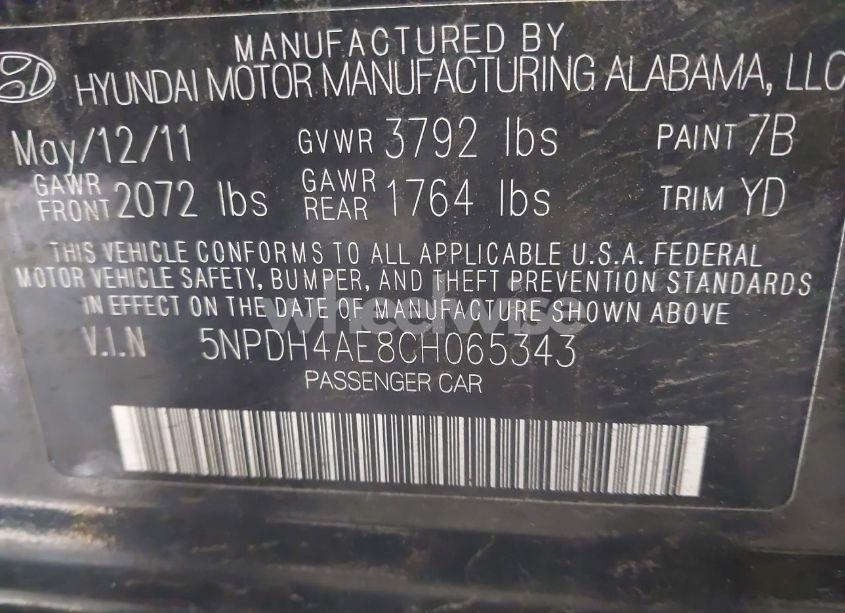 MANUFACTURED BY
HYUNDAI MOTOR MANUFACTURING ALABAMA, LLC
May/12/11 GVWR 3792 lbs PAINT 7B
GAWR FRONT 2072 lbs GAWR REAR 1764 lbs TRIM YD
THIS VEHICLE CONFORMS TO ALL APPLICABLE U.S.A. FEDERAL
MOTOR VEHICLE SAFETY, BUMPER, AND THEFT PREVENTION STANDARDS
IN EFFECT ON THE DATE OF MANUFACTURE SHOWN ABOVE
wheelwise
V.I.N 5NPDH4AE8CH065343
PASSENGER CAR